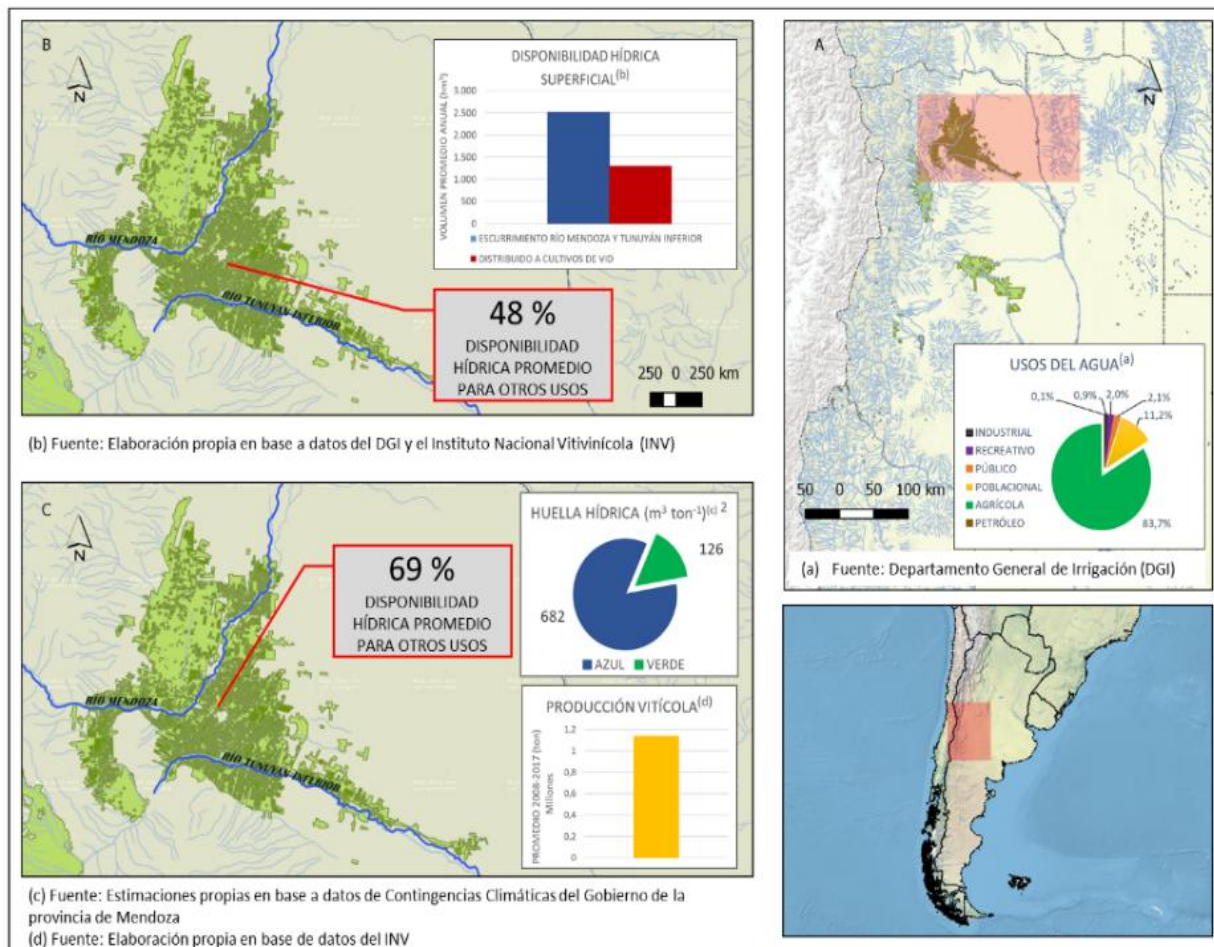 B
N
DISPONIBILIDAD HÍDRICA
SUPERFICIAL(b)
VOLUMEN PROMEDIO ANUAL (hm³)
3.000
2.500
2.000
1.500
1.000
500
0
ESCURRIMIENTO RÍO MENDOZA Y TUNUYÁN INFERIOR
DISTRIBUIDO A CULTIVOS DE VID
RÍO MENDOZA
RÍO TUNUYÁN INFERIOR
48 %
DISPONIBILIDAD
HÍDRICA PROMEDIO
PARA OTROS USOS
250 0 250 km
(b) Fuente: Elaboración propia en base a datos del DGI y el Instituto Nacional Vitivinícola (INV)
C
N
69 %
DISPONIBILIDAD
HÍDRICA PROMEDIO
PARA OTROS USOS
RÍO MENDOZA
RÍO TUNUYÁN INFERIOR
HUELLA HÍDRICA (m³ ton⁻¹)(c) 2
126
682
AZUL VERDE
PRODUCCIÓN VITÍCOLA(d)
PROMEDIO 2008-2017 (ton)
Millones
1,2
1
0,8
0,6
0,4
0,2
0
(c) Fuente: Estimaciones propias en base a datos de Contingencias Climáticas del Gobierno de la
provincia de Mendoza
(d) Fuente: Elaboración propia en base de datos del INV
A
N
USOS DEL AGUA(a)
0,1% 0,9% 2,0% 2,1%
11,2%
83,7%
INDUSTRIAL
RECREATIVO
PÚBLICO
POBLACIONAL
AGRÍCOLA
PETRÓLEO
50 0 50 100 km
(a) Fuente: Departamento General de Irrigación (DGI)